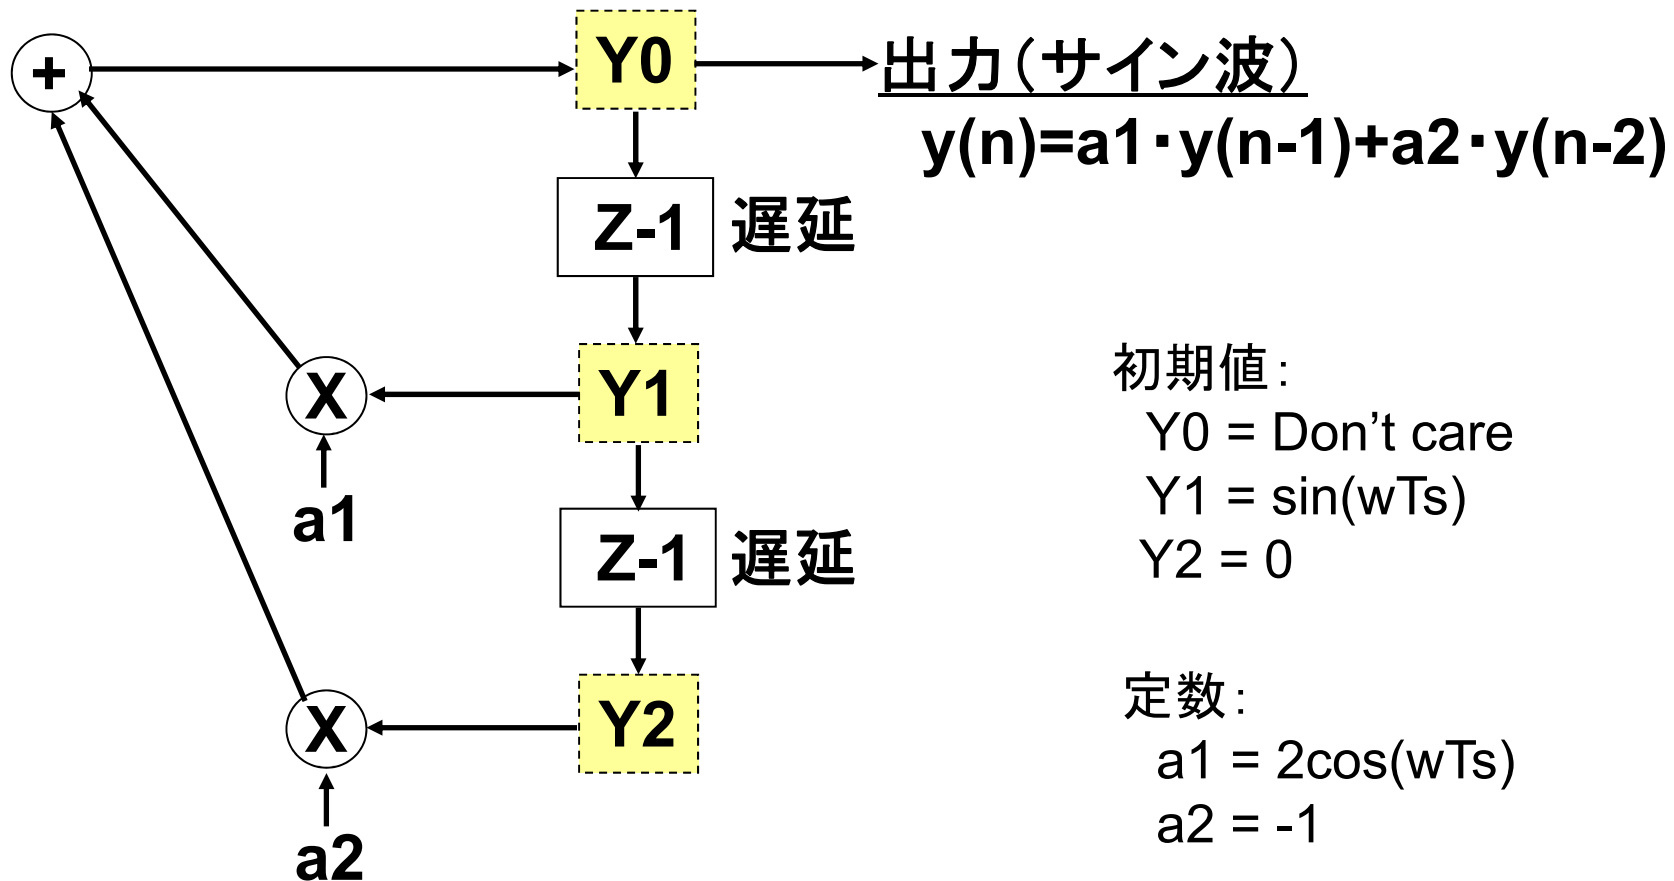 +
Y0
出力（サイン波）
y(n)=a1・y(n-1)+a2・y(n-2)
Z-1
遅延
初期値：
Y0 = Don’t care
X
Y1
Y1 = sin(wTs)
a1
Z-1
遅延
Y2 = 0
定数：
X
Y2
a1 = 2cos(wTs)
a2 = -1
a2